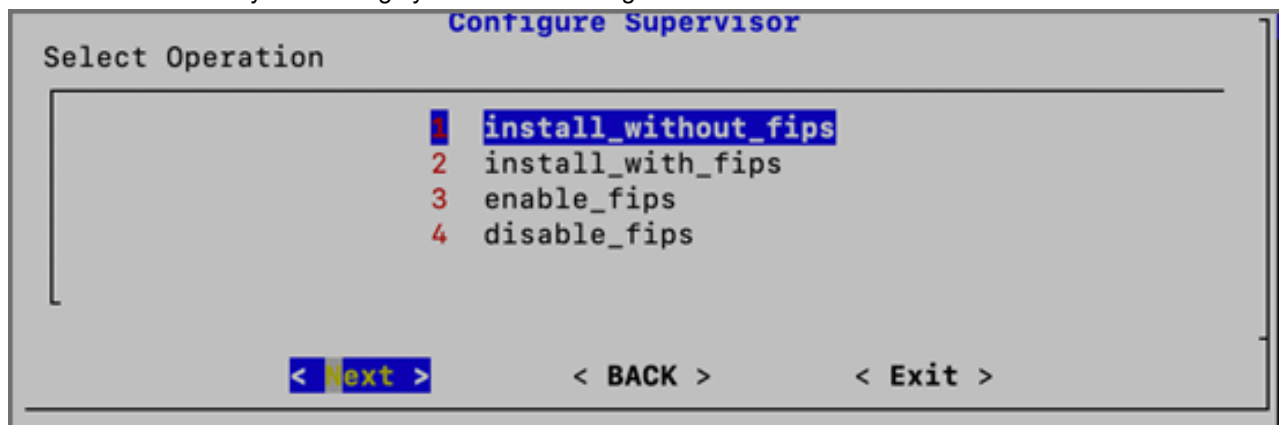 Configure Supervisor
Select Operation
1 install_without_fips
2 install_with_fips
3 enable_fips
4 disable_fips
< Next > < BACK > < Exit >